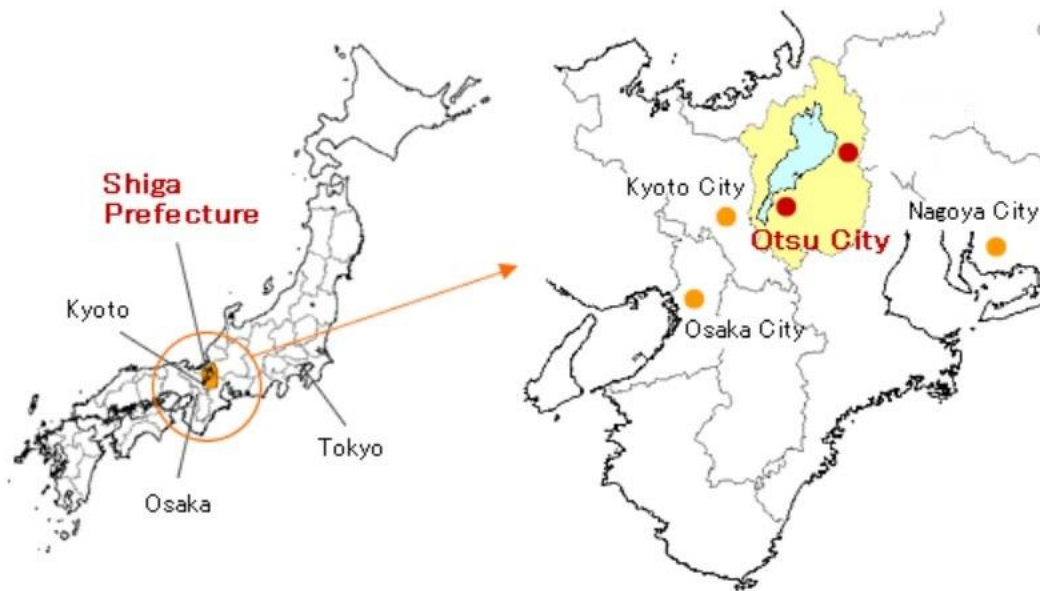 Shiga
Prefecture
Kyoto
Osaka
Tokyo
Kyoto City
Otsu City
Nagoya City
Osaka City